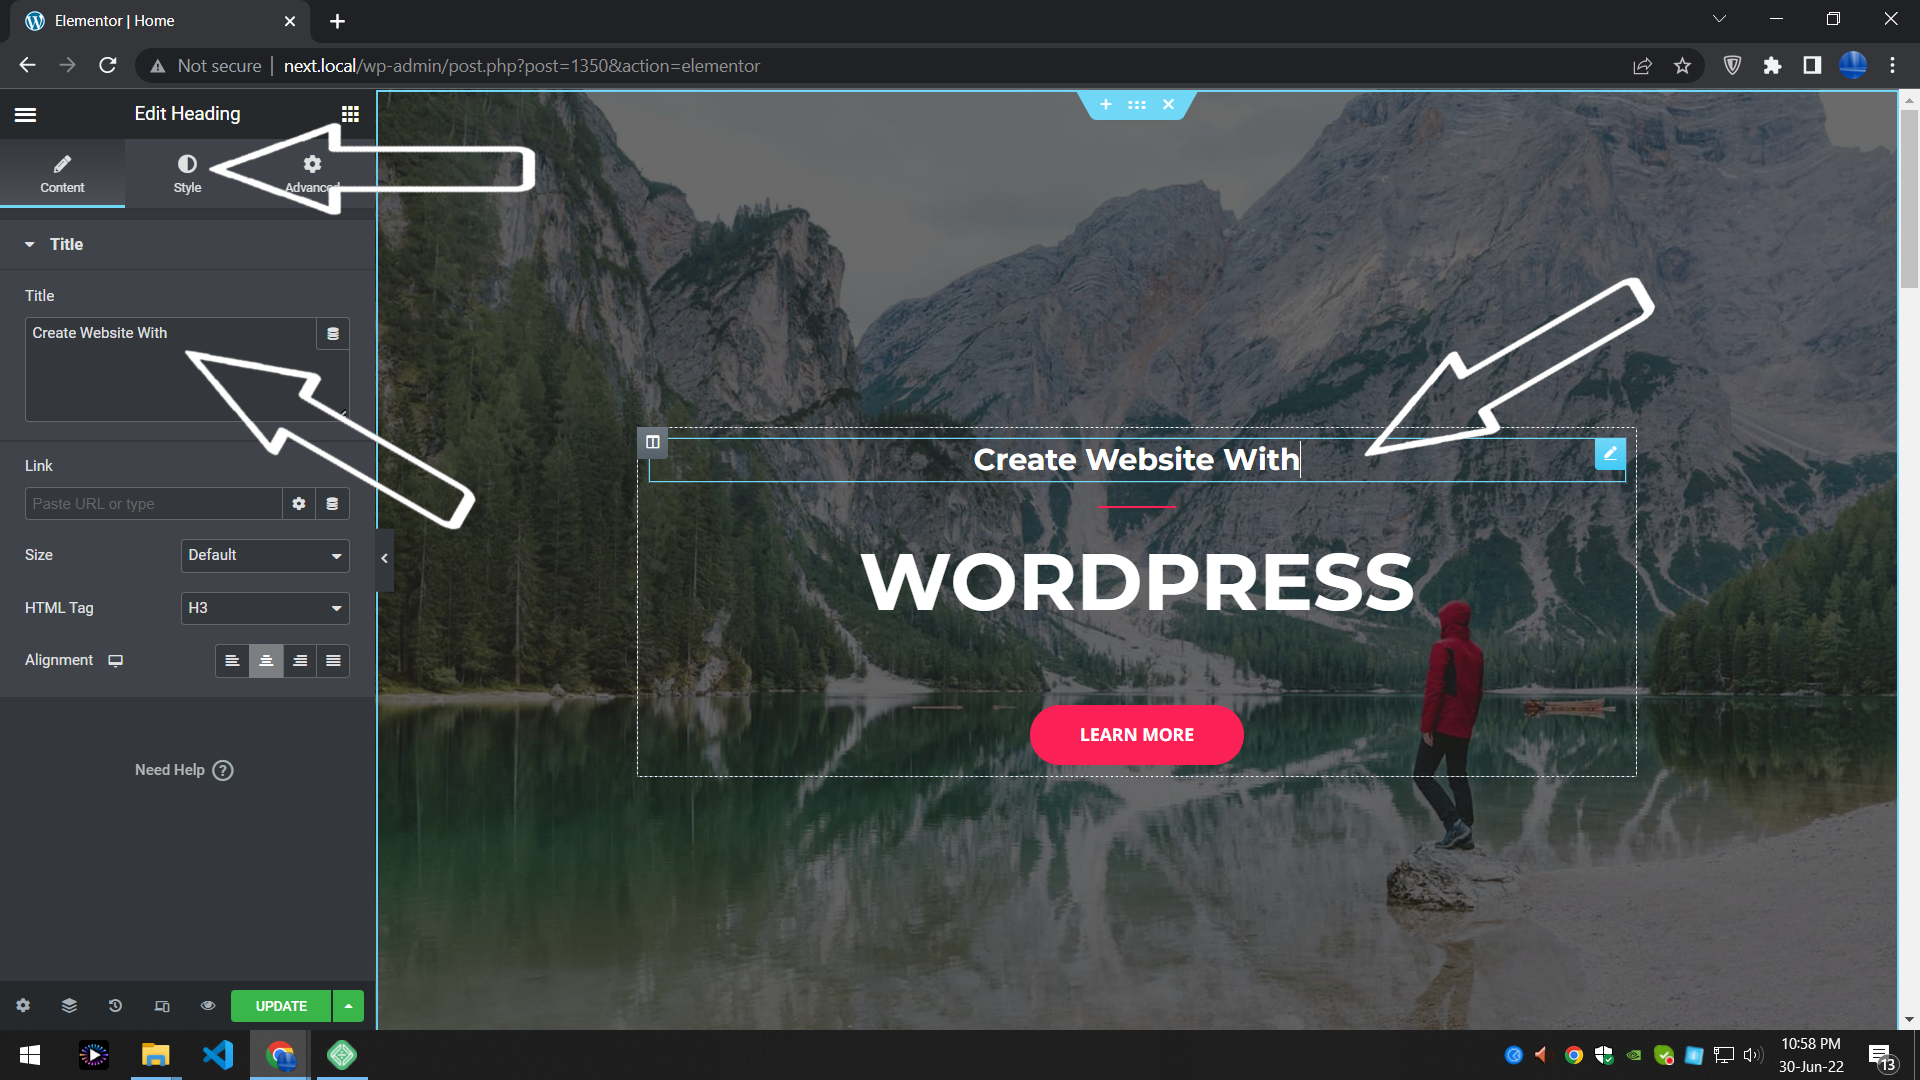 Elementor | Home
Not secure | next.local/wp-admin/post.php?post=1350&action=elementor
Edit Heading
Content
Style
Advanced
Title
Title
Create Website With
Link
Paste URL or type
Size
Default
HTML Tag
H3
Alignment
Need Help ?
UPDATE
Create Website With
WORDPRESS
LEARN MORE
10:58 PM
30-Jun-22
13